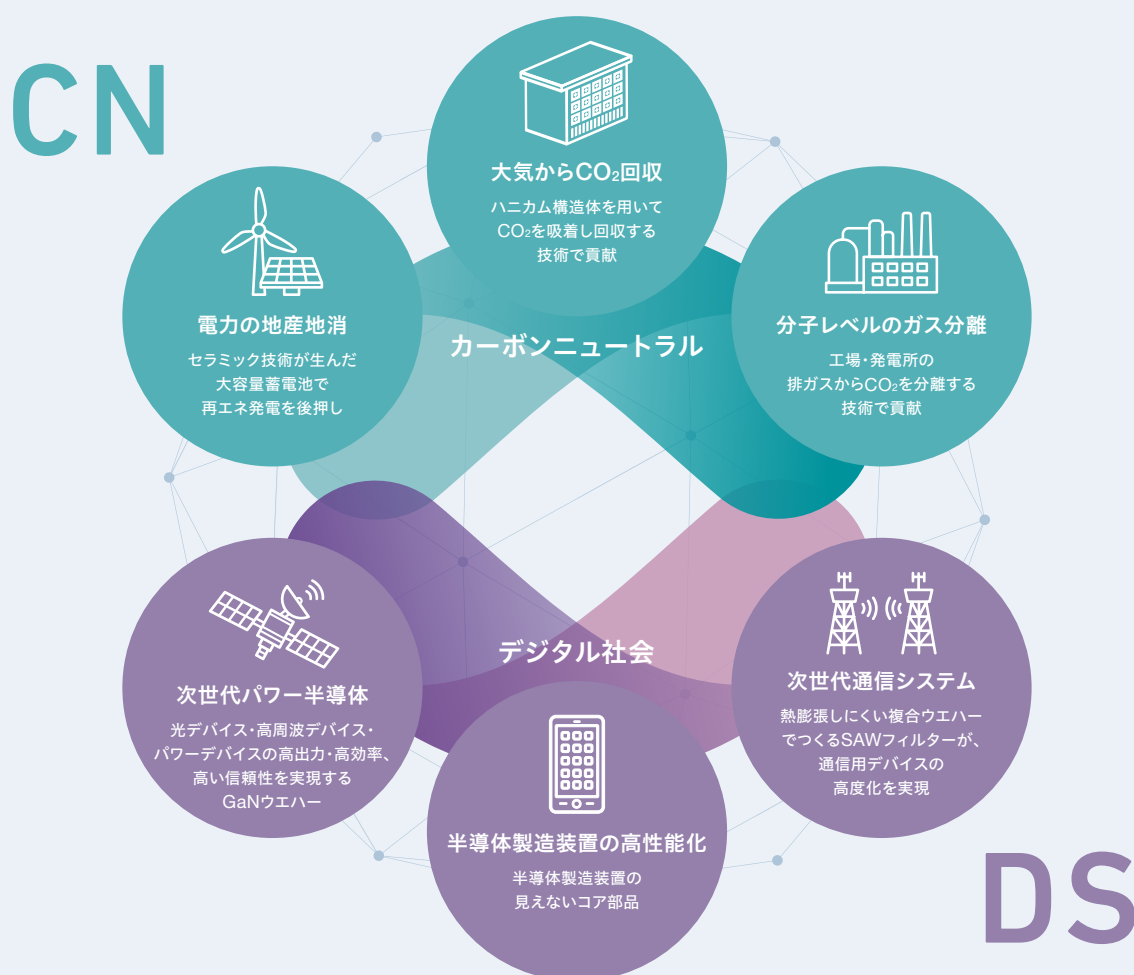 CN
大気からCO₂回収
ハニカム構造体を用いて
CO₂を吸着し回収する
技術で貢献
電力の地産地消
セラミック技術が生んだ
大容量蓄電池で
再エネ発電を後押し
カーボンニュートラル
分子レベルのガス分離
工場・発電所の
排ガスからCO₂を分離する
技術で貢献
デジタル社会
次世代パワー半導体
光デバイス・高周波デバイス・
パワーデバイスの高出力・高効率、
高い信頼性を実現する
GaNウエハー
半導体製造装置の高性能化
半導体製造装置の
見えないコア部品
次世代通信システム
熱膨張しにくい複合ウエハー
でつくるSAWフィルターが、
通信用デバイスの
高度化を実現
DS